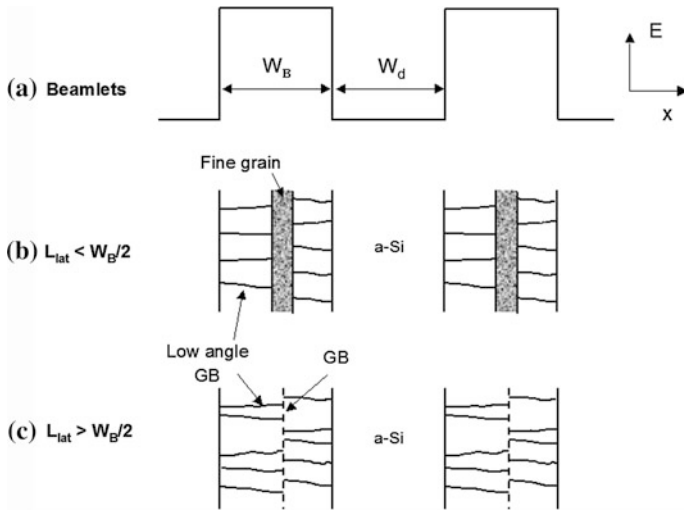 E
W_B
W_d
(a) Beamlets
x
Fine grain
(b) L_lat < W_B/2
a-Si
Low angle
GB
GB
(c) L_lat > W_B/2
a-Si